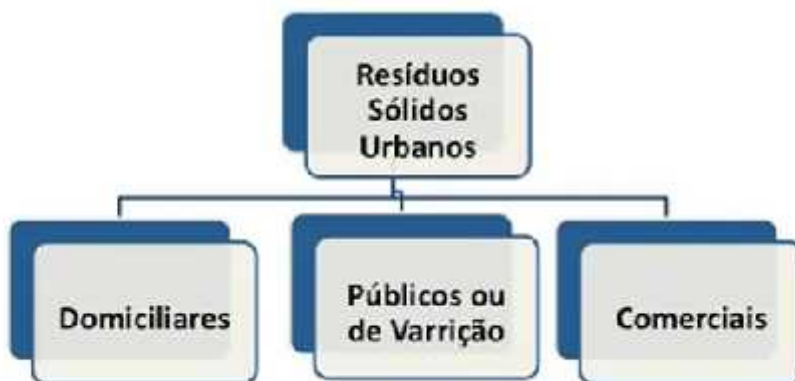 Resíduos
Sólidos
Urbanos
Domiciliares
Públicos ou
de Varrição
Comerciais